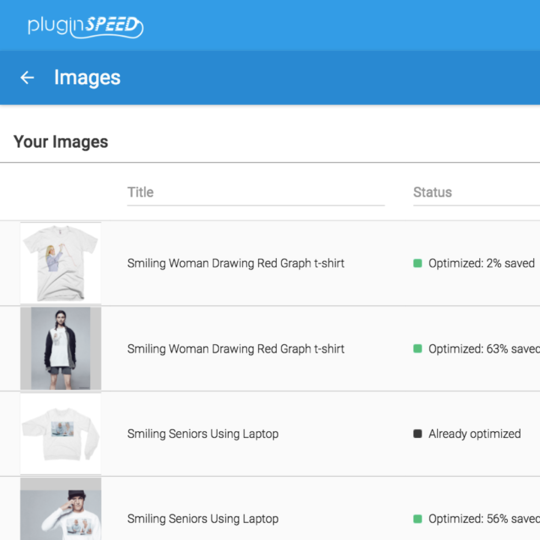 pluginSPEED
Images
Your Images
Title Status
Smiling Woman Drawing Red Graph t-shirt Optimized: 2% saved
Smiling Woman Drawing Red Graph t-shirt Optimized: 63% saved
Smiling Seniors Using Laptop Already optimized
Smiling Seniors Using Laptop Optimized: 56% saved